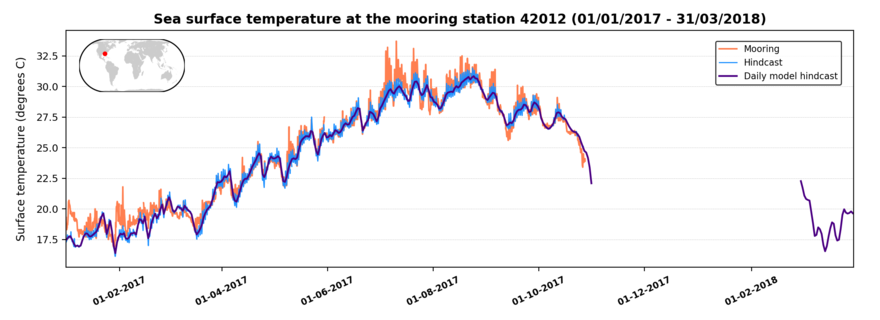 Sea surface temperature at the mooring station 42012 (01/01/2017 - 31/03/2018)
Surface temperature (degrees C)
32.5
30.0
27.5
25.0
22.5
20.0
17.5
Mooring
Hindcast
Daily model hindcast
01-02-2017
01-04-2017
01-06-2017
01-08-2017
01-10-2017
01-12-2017
01-02-2018